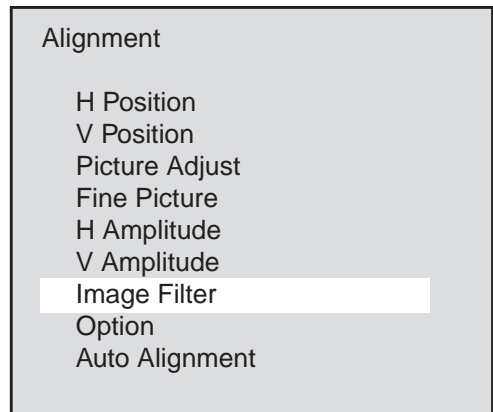 Alignment
H Position
V Position
Picture Adjust
Fine Picture
H Amplitude
V Amplitude
Image Filter
Option
Auto Alignment